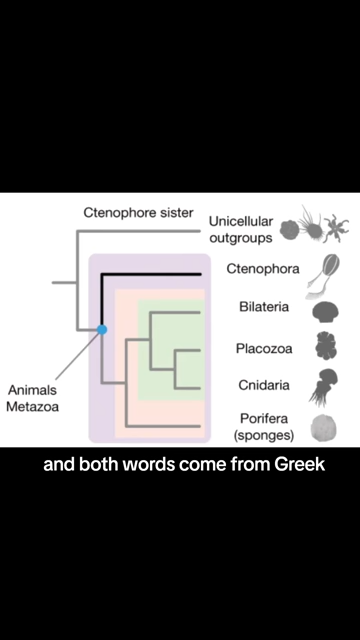 Ctenophore sister
Unicellular
outgroups
Ctenophora
Bilateria
Placozoa
Cnidaria
Porifera
(sponges)
Animals
Metazoa
and both words come from Greek